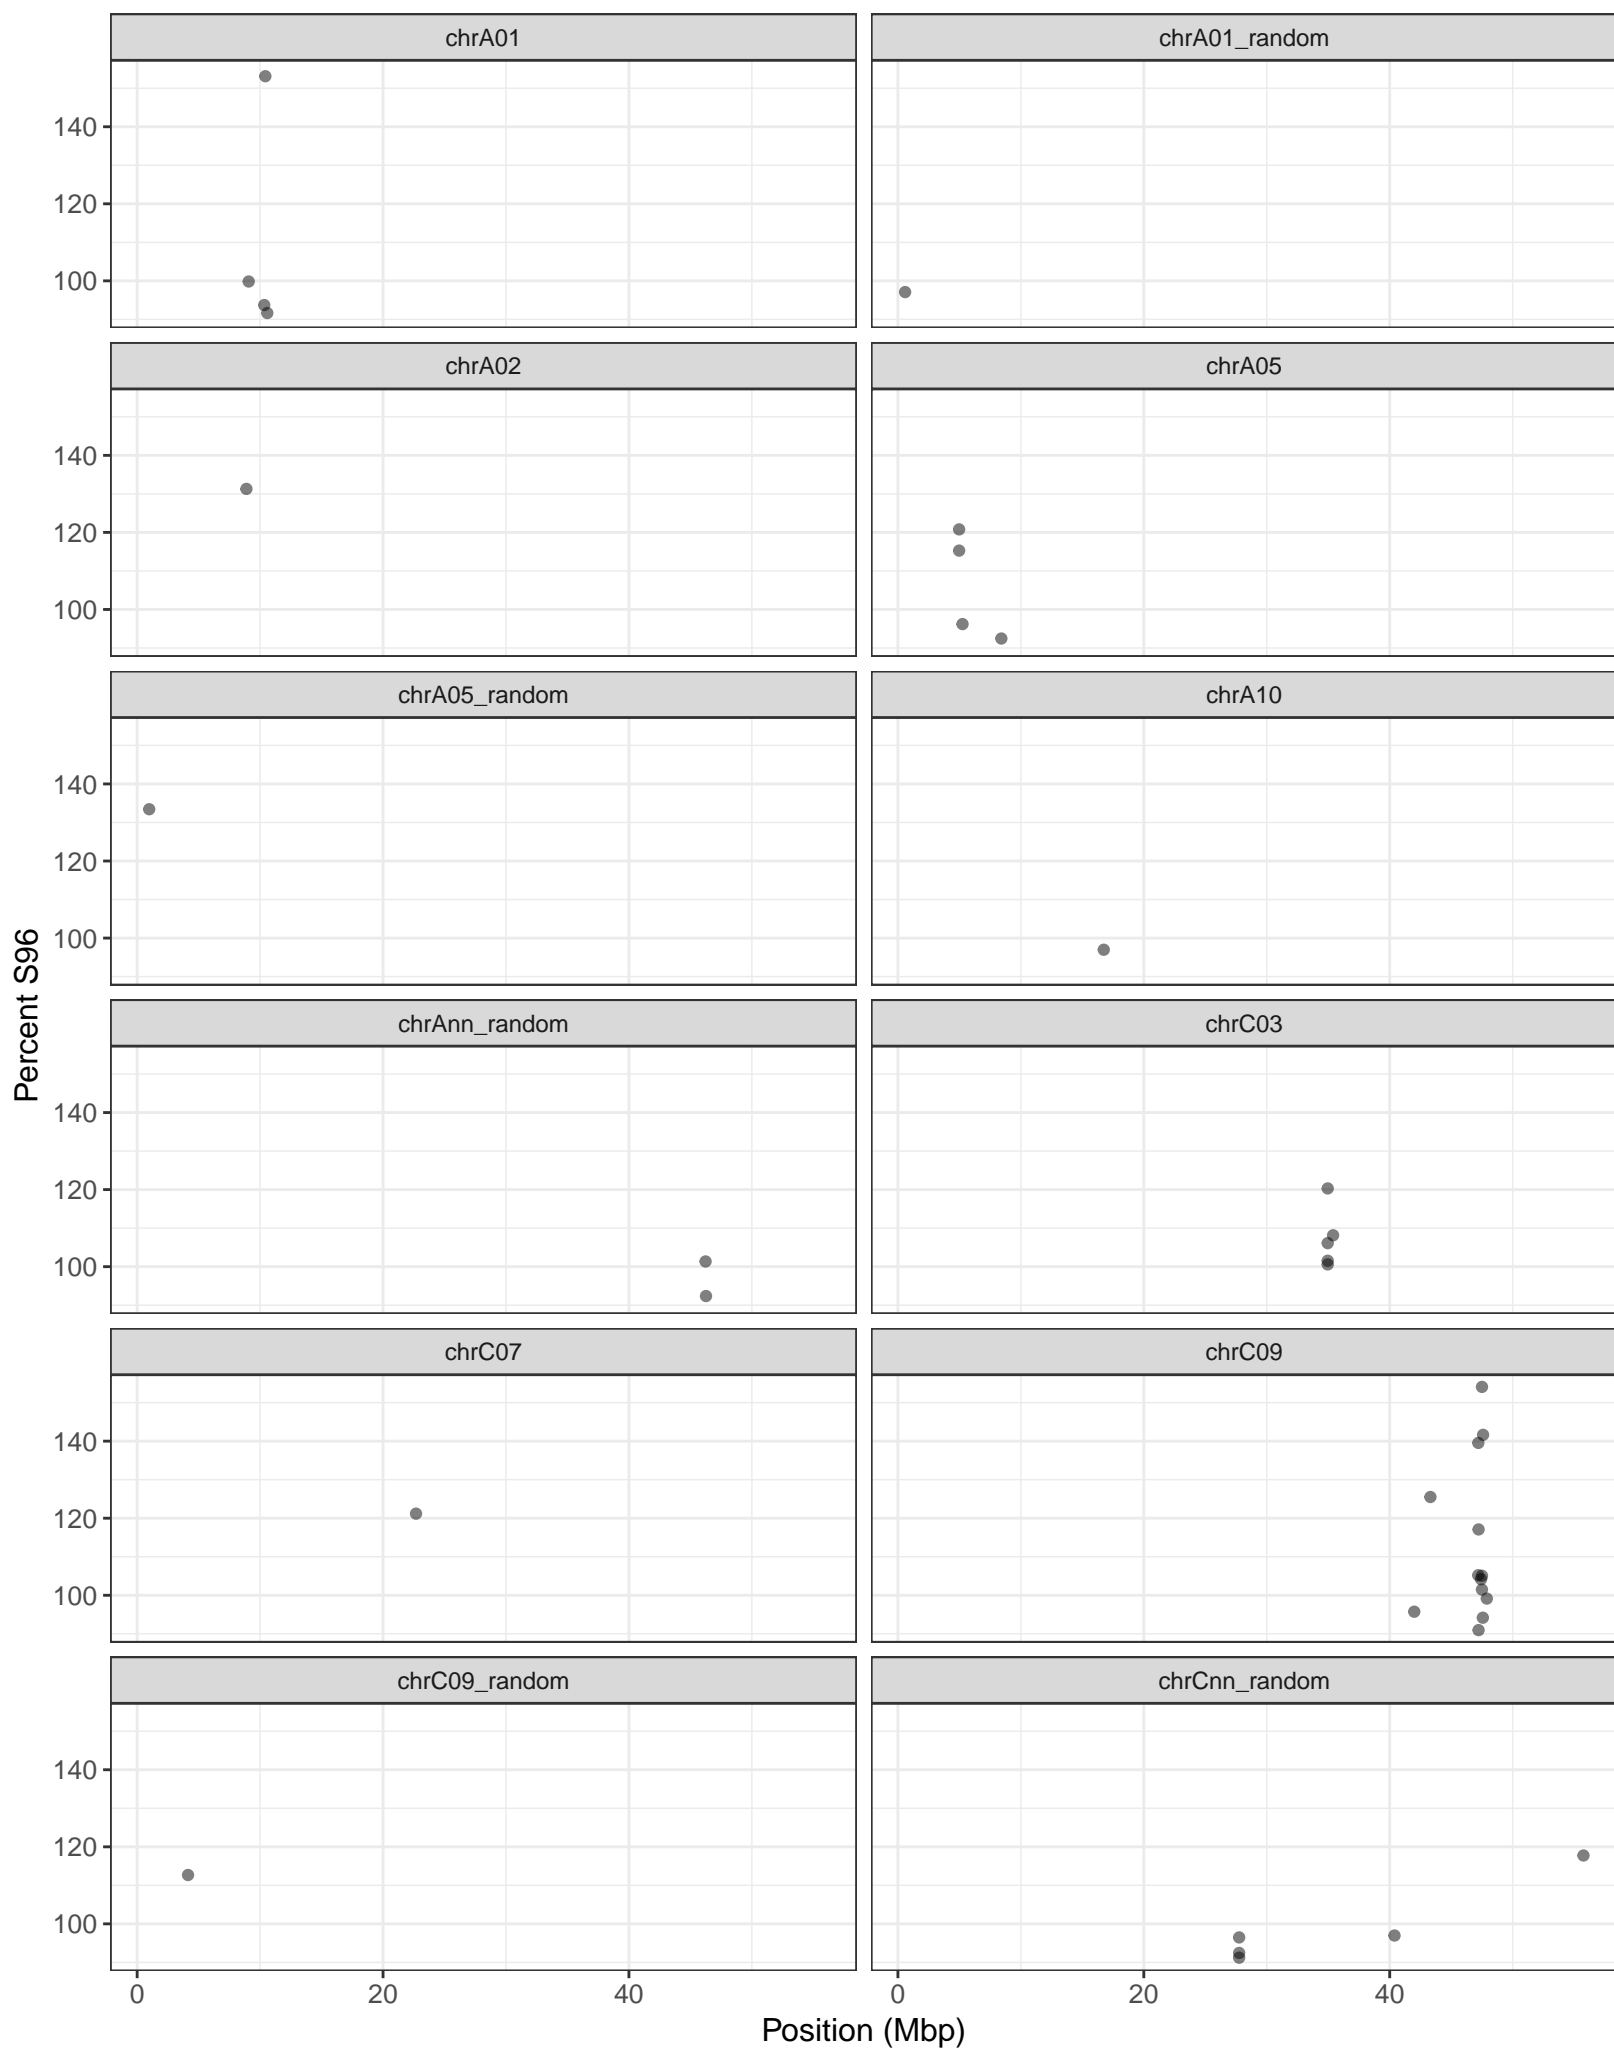 chrA01
chrA01_random
140
120
100
chrA02
chrA05
140
120
100
chrA05_random
chrA10
140
120
100
chrAnn_random
chrC03
140
120
100
chrC07
chrC09
140
120
100
chrC09_random
chrCnn_random
140
120
100
0 20 40
0 20 40
Position (Mbp)
Percent S96